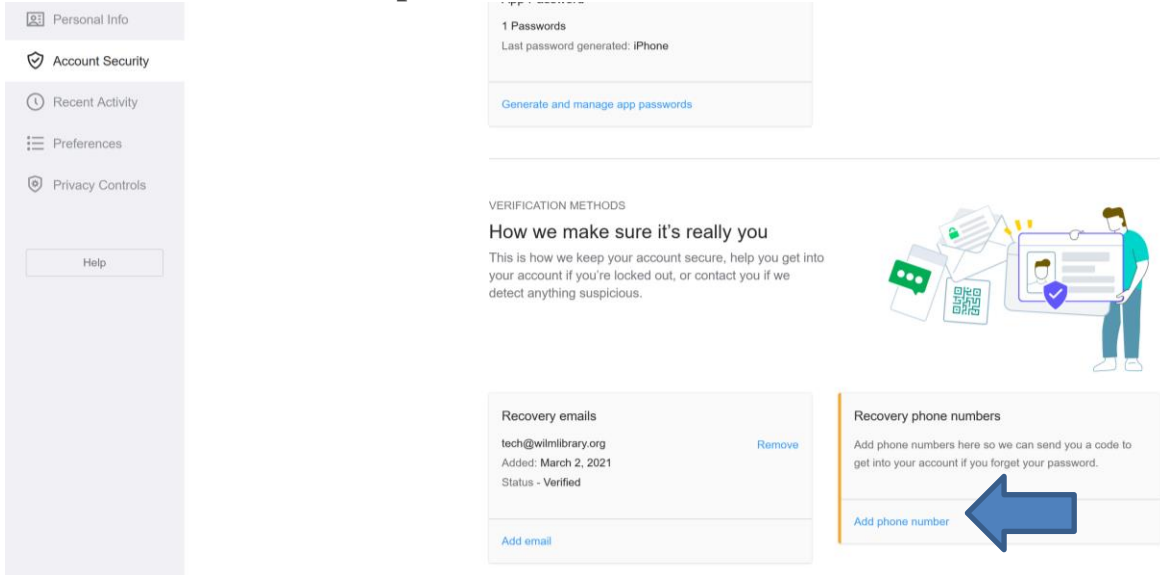 Personal Info
Account Security
Recent Activity
Preferences
Privacy Controls
Help
App Password
1 Passwords
Last password generated: iPhone
Generate and manage app passwords
VERIFICATION METHODS
How we make sure it's really you
This is how we keep your account secure, help you get into
your account if you're locked out, or contact you if we
detect anything suspicious.
Recovery emails
tech@wilmlibrary.org
Remove
Added: March 2, 2021
Status - Verified
Add email
Recovery phone numbers
Add phone numbers here so we can send you a code to
get into your account if you forget your password.
Add phone number